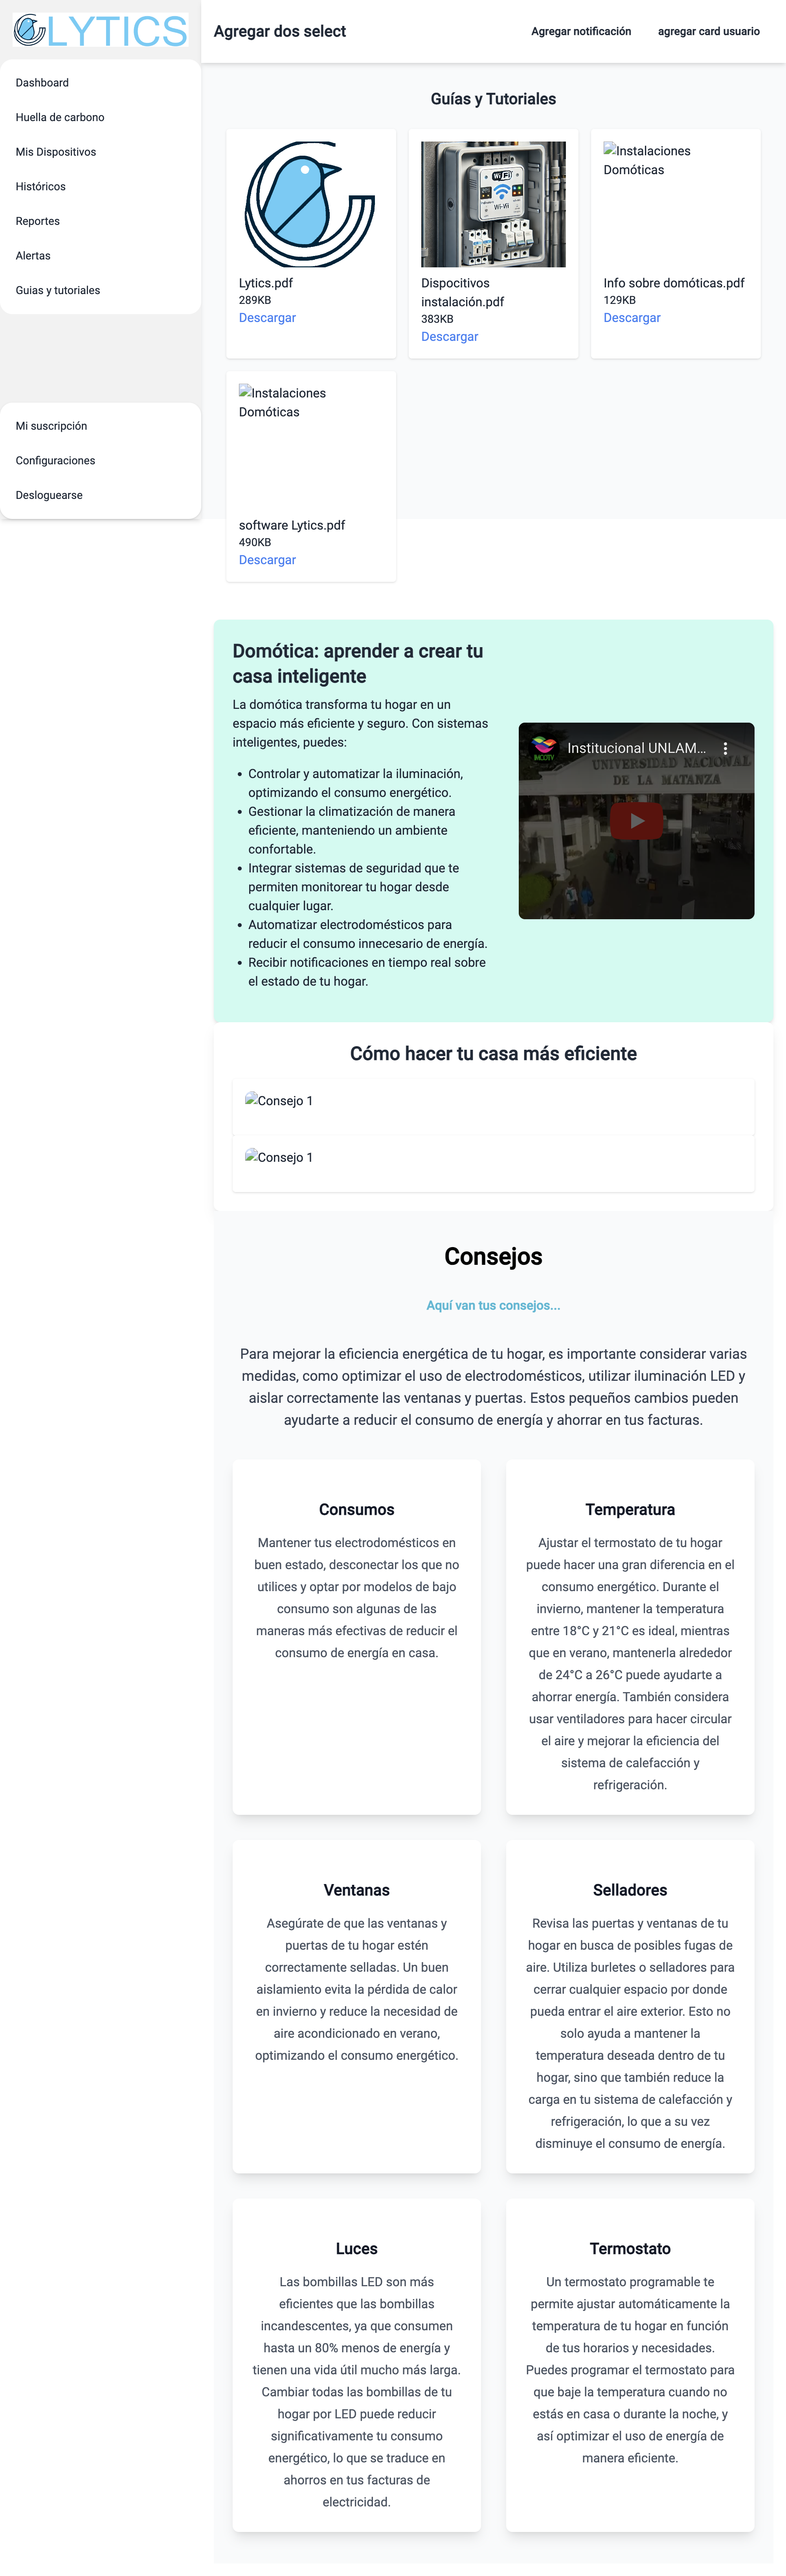 LYTICS
Dashboard
Huella de carbono
Mis Dispositivos
Históricos
Reportes
Alertas
Guias y tutoriales
Mi suscripción
Configuraciones
Desloguearse
Agregar dos select
Agregar notificación
agregar card usuario
Guías y Tutoriales
Lytics.pdf
289KB
Descargar
WiFi
Wi-Vi
Dispocitivos
instalación.pdf
383KB
Descargar
Instalaciones
Domóticas
Info sobre domóticas.pdf
129KB
Descargar
Instalaciones
Domóticas
software Lytics.pdf
490KB
Descargar
Domótica: aprender a crear tu
casa inteligente
La domótica transforma tu hogar en un
espacio más eficiente y seguro. Con sistemas
inteligentes, puedes:
• Controlar y automatizar la iluminación,
optimizando el consumo energético.
• Gestionar la climatización de manera
eficiente, manteniendo un ambiente
confortable.
• Integrar sistemas de seguridad que te
permiten monitorear tu hogar desde
cualquier lugar.
• Automatizar electrodomésticos para
reducir el consumo innecesario de energía.
• Recibir notificaciones en tiempo real sobre
el estado de tu hogar.
Institucional UNLAM...
UNIVERSIDAD NACIONAL
DE LA MATANZA
Cómo hacer tu casa más eficiente
Consejo 1
Consejo 1
Consejos
Aquí van tus consejos...
Para mejorar la eficiencia energética de tu hogar, es importante considerar varias
medidas, como optimizar el uso de electrodomésticos, utilizar iluminación LED y
aislar correctamente las ventanas y puertas. Estos pequeños cambios pueden
ayudarte a reducir el consumo de energía y ahorrar en tus facturas.
Consumos
Mantener tus electrodomésticos en
buen estado, desconectar los que no
utilices y optar por modelos de bajo
consumo son algunas de las
maneras más efectivas de reducir el
consumo de energía en casa.
Temperatura
Ajustar el termostato de tu hogar
puede hacer una gran diferencia en el
consumo energético. Durante el
invierno, mantener la temperatura
entre 18°C y 21°C es ideal, mientras
que en verano, mantenerla alrededor
de 24°C a 26°C puede ayudarte a
ahorrar energía. También considera
usar ventiladores para hacer circular
el aire y mejorar la eficiencia del
sistema de calefacción y
refrigeración.
Ventanas
Asegúrate de que las ventanas y
puertas de tu hogar estén
correctamente selladas. Un buen
aislamiento evita la pérdida de calor
en invierno y reduce la necesidad de
aire acondicionado en verano,
optimizando el consumo energético.
Selladores
Revisa las puertas y ventanas de tu
hogar en busca de posibles fugas de
aire. Utiliza burletes o selladores para
cerrar cualquier espacio por donde
pueda entrar el aire exterior. Esto no
solo ayuda a mantener la
temperatura deseada dentro de tu
hogar, sino que también reduce la
carga en tu sistema de calefacción y
refrigeración, lo que a su vez
disminuye el consumo de energía.
Luces
Las bombillas LED son más
eficientes que las bombillas
incandescentes, ya que consumen
hasta un 80% menos de energía y
tienen una vida útil mucho más larga.
Cambiar todas las bombillas de tu
hogar por LED puede reducir
significativamente tu consumo
energético, lo que se traduce en
ahorros en tus facturas de
electricidad.
Termostato
Un termostato programable te
permite ajustar automáticamente la
temperatura de tu hogar en función
de tus horarios y necesidades.
Puedes programar el termostato para
que baje la temperatura cuando no
estás en casa o durante la noche, y
así optimizar el uso de energía de
manera eficiente.